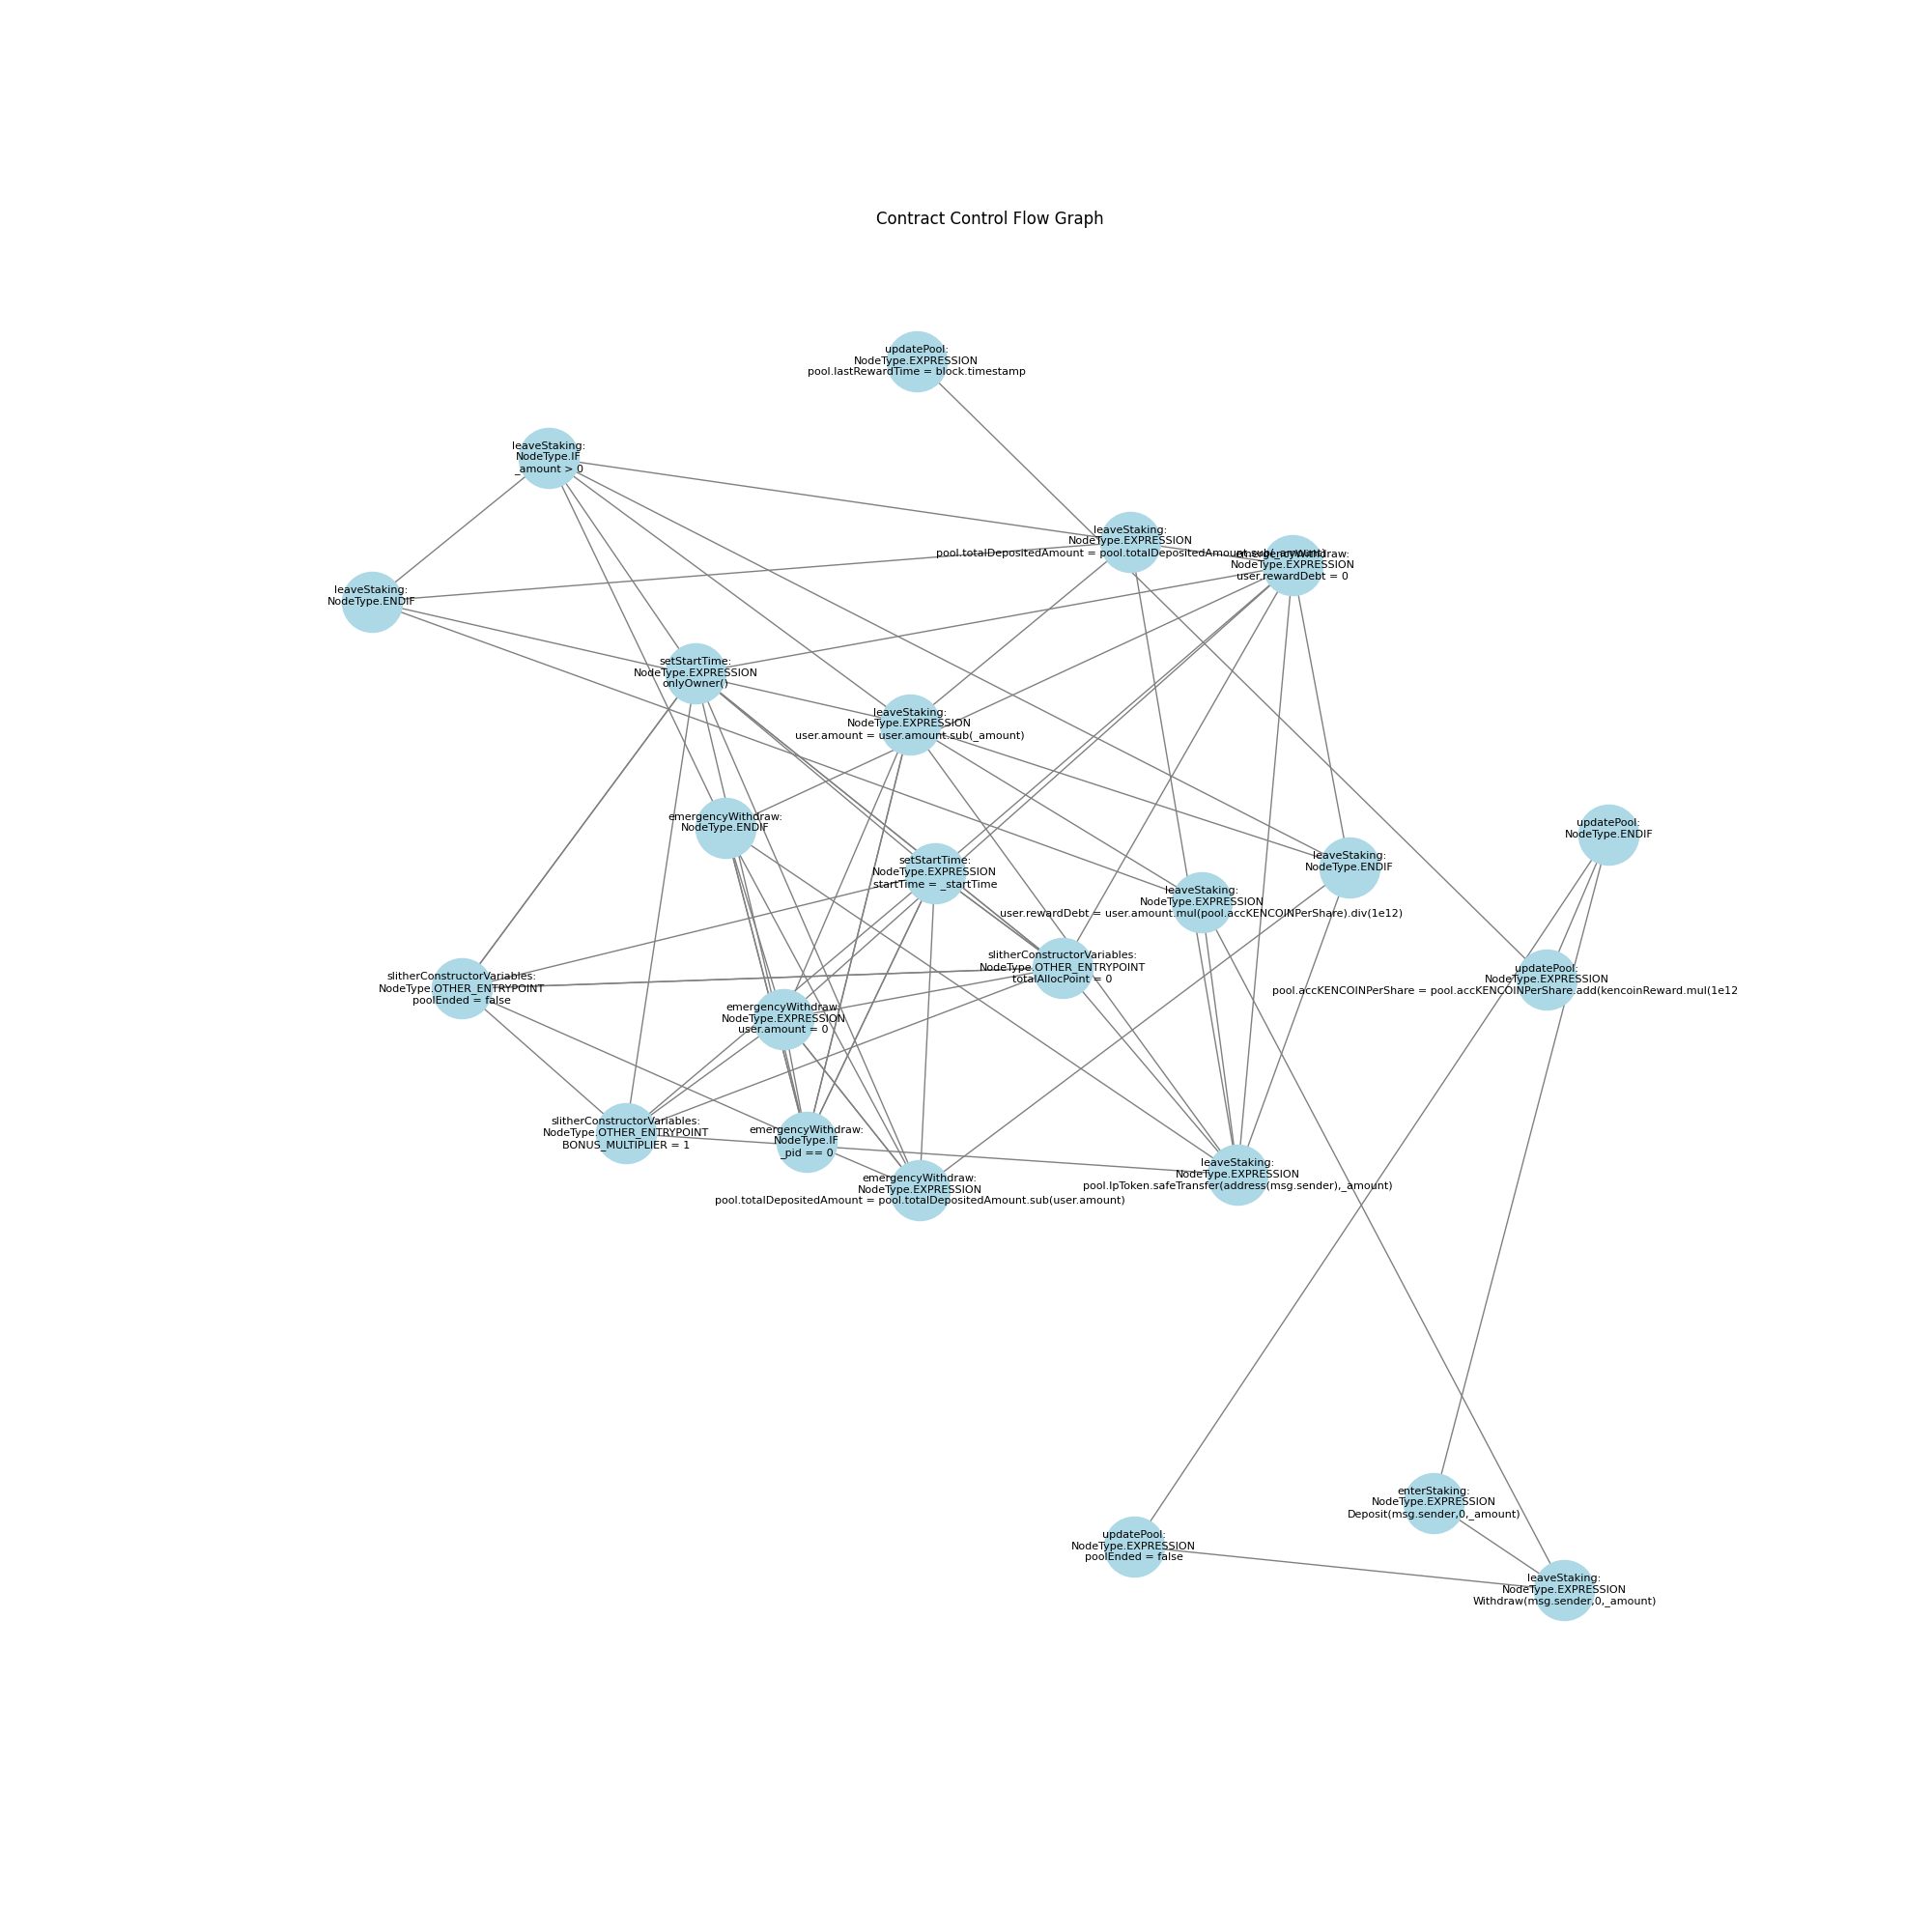 Contract Control Flow Graph
updatePool:
NodeType.EXPRESSION
pool.lastRewardTime = block.timestamp
leaveStaking:
NodeType.IF
_amount > 0
leaveStaking:
NodeType.EXPRESSION
pool.totalDepositedAmount = pool.totalDepositedAmount.sub(_amount)
emergencyWithdraw:
NodeType.EXPRESSION
user.rewardDebt = 0
leaveStaking:
NodeType.ENDIF
setStartTime:
NodeType.EXPRESSION
onlyOwner()
leaveStaking:
NodeType.EXPRESSION
user.amount = user.amount.sub(_amount)
emergencyWithdraw:
NodeType.ENDIF
updatePool:
NodeType.ENDIF
setStartTime:
NodeType.EXPRESSION
startTime = _startTime
leaveStaking:
NodeType.ENDIF
leaveStaking:
NodeType.EXPRESSION
user.rewardDebt = user.amount.mul(pool.accKENCOINPerShare).div(1e12)
slitherConstructorVariables:
NodeType.OTHER_ENTRYPOINT
totalAllocPoint = 0
slitherConstructorVariables:
NodeType.OTHER_ENTRYPOINT
poolEnded = false
updatePool:
NodeType.EXPRESSION
pool.accKENCOINPerShare = pool.accKENCOINPerShare.add(kencoinReward.mul(1e12
emergencyWithdraw:
NodeType.EXPRESSION
user.amount = 0
slitherConstructorVariables:
NodeType.OTHER_ENTRYPOINT
BONUS_MULTIPLIER = 1
emergencyWithdraw:
NodeType.IF
_pid == 0
emergencyWithdraw:
NodeType.EXPRESSION
pool.totalDepositedAmount = pool.totalDepositedAmount.sub(user.amount)
leaveStaking:
NodeType.EXPRESSION
pool.lpToken.safeTransfer(address(msg.sender),_amount)
enterStaking:
NodeType.EXPRESSION
Deposit(msg.sender,0,_amount)
updatePool:
NodeType.EXPRESSION
poolEnded = false
leaveStaking:
NodeType.EXPRESSION
Withdraw(msg.sender,0,_amount)